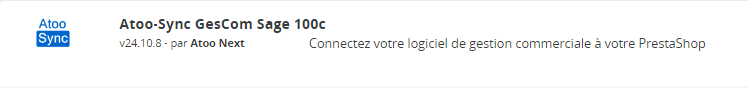 Atoo
Sync
Atoo-Sync GesCom Sage 100c
v24.10.8 - par Atoo Next
Connectez votre logiciel de gestion commerciale à votre PrestaShop